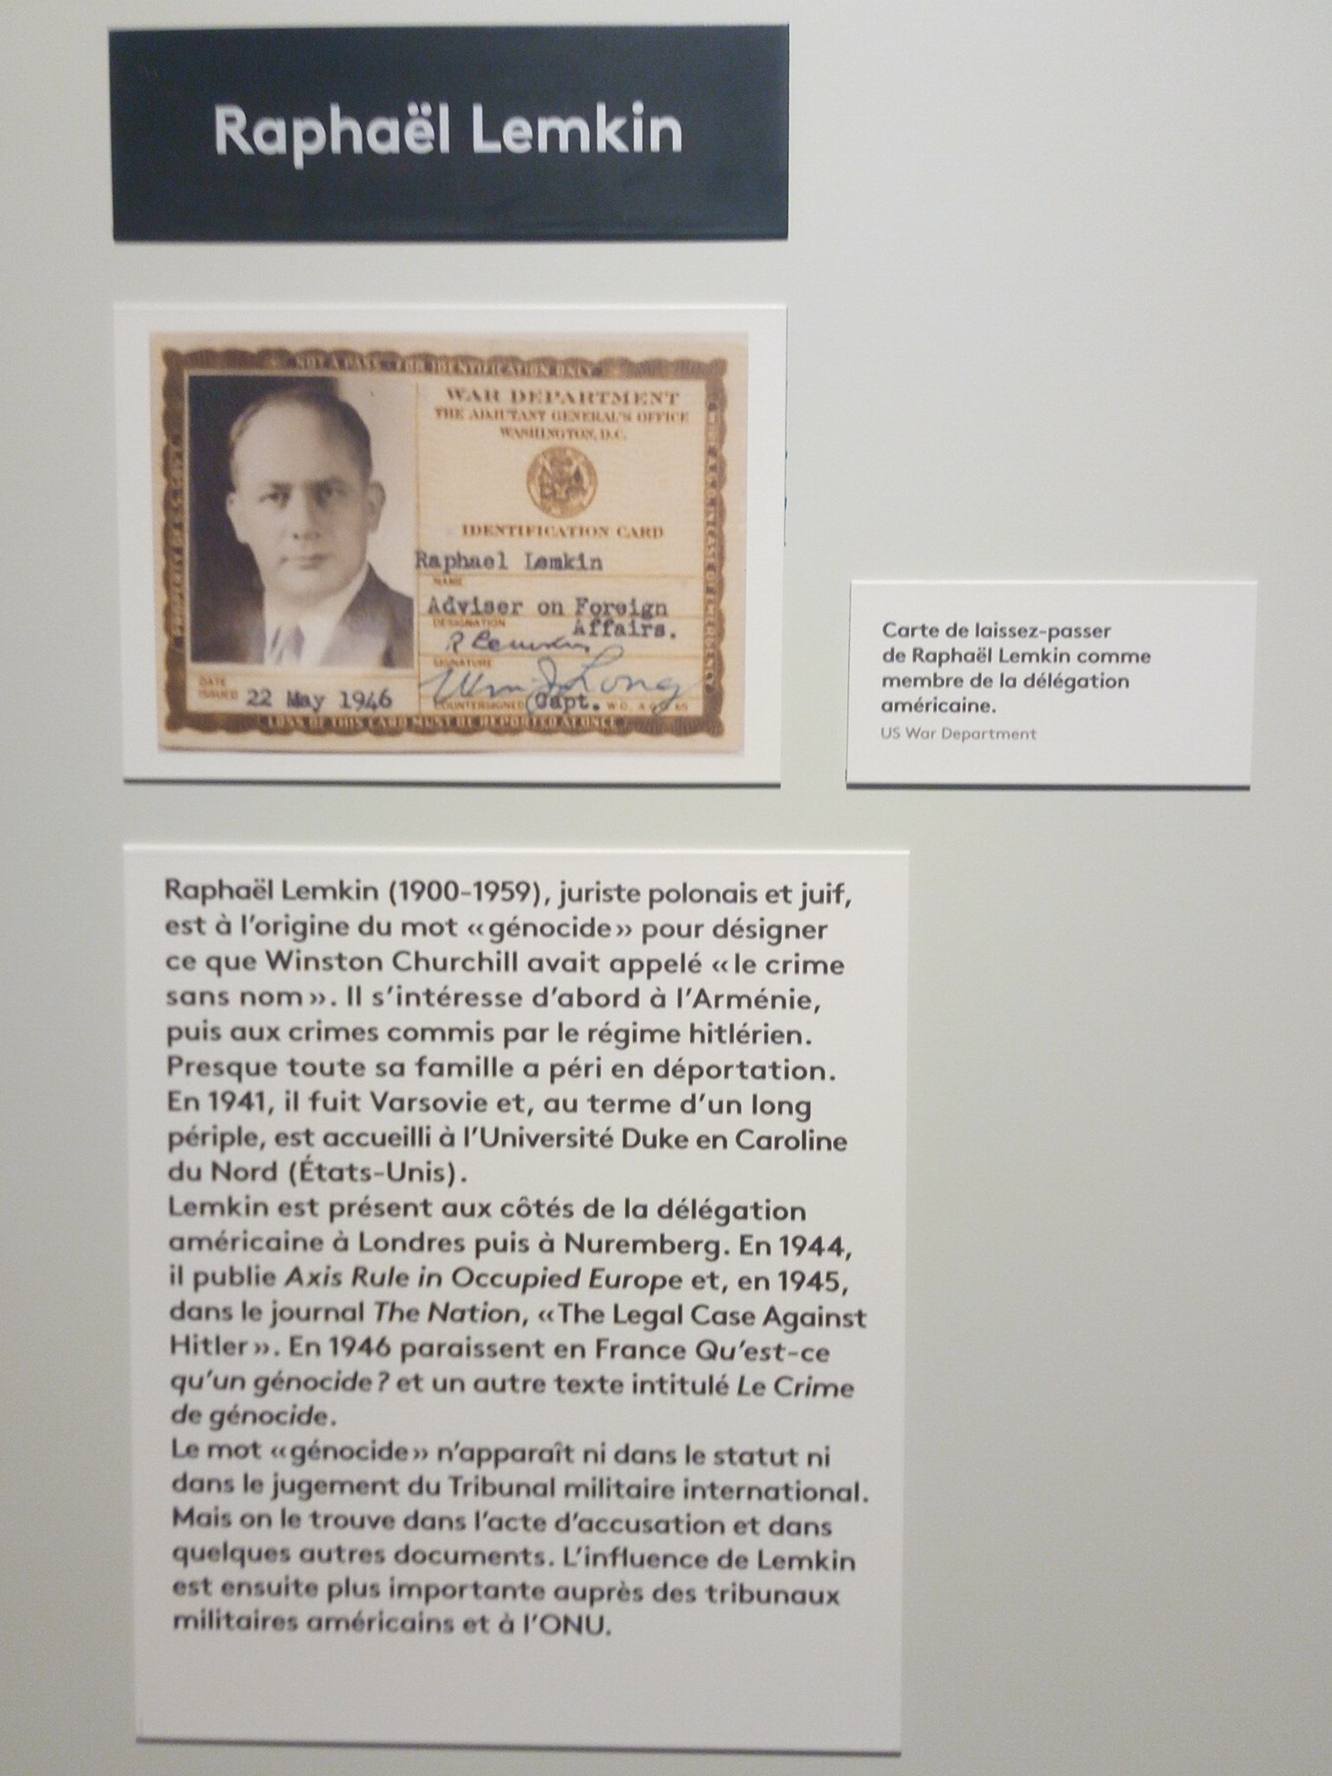 Raphaël Lemkin
NOT A PASS - FOR IDENTIFICATION ONLY
PROPERTY OF U.S. GOVT.
WAR DEPARTMENT
THE ADJUTANT GENERAL'S OFFICE
WASHINGTON, D.C.
IDENTIFICATION CARD
Raphael Lemkin
NAME
Adviser on Foreign
DESIGNATION
Affairs.
R Lemkin
SIGNATURE
Wm J Long
DATE
ISSUED 22 May 1946
COUNTERSIGNED Capt. W.D., A.G.O.
LOSS OF THIS CARD MUST BE REPORTED AT ONCE
Carte de laissez-passer
de Raphaël Lemkin comme
membre de la délégation
américaine.
US War Department
Raphaël Lemkin (1900-1959), juriste polonais et juif,
est à l'origine du mot «génocide» pour désigner
ce que Winston Churchill avait appelé «le crime
sans nom». Il s'intéresse d'abord à l'Arménie,
puis aux crimes commis par le régime hitlérien.
Presque toute sa famille a péri en déportation.
En 1941, il fuit Varsovie et, au terme d'un long
périple, est accueilli à l'Université Duke en Caroline
du Nord (États-Unis).
Lemkin est présent aux côtés de la délégation
américaine à Londres puis à Nuremberg. En 1944,
il publie Axis Rule in Occupied Europe et, en 1945,
dans le journal The Nation, «The Legal Case Against
Hitler». En 1946 paraissent en France Qu'est-ce
qu'un génocide? et un autre texte intitulé Le Crime
de génocide.
Le mot «génocide» n'apparaît ni dans le statut ni
dans le jugement du Tribunal militaire international.
Mais on le trouve dans l'acte d'accusation et dans
quelques autres documents. L'influence de Lemkin
est ensuite plus importante auprès des tribunaux
militaires américains et à l'ONU.